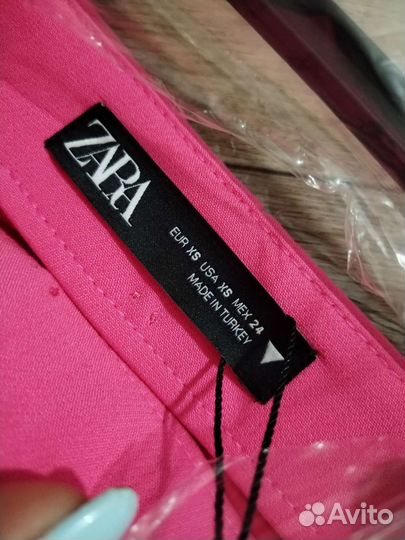 ZARA
EUR XS USA XS MEX 24
MADE IN TURKEY
Avito